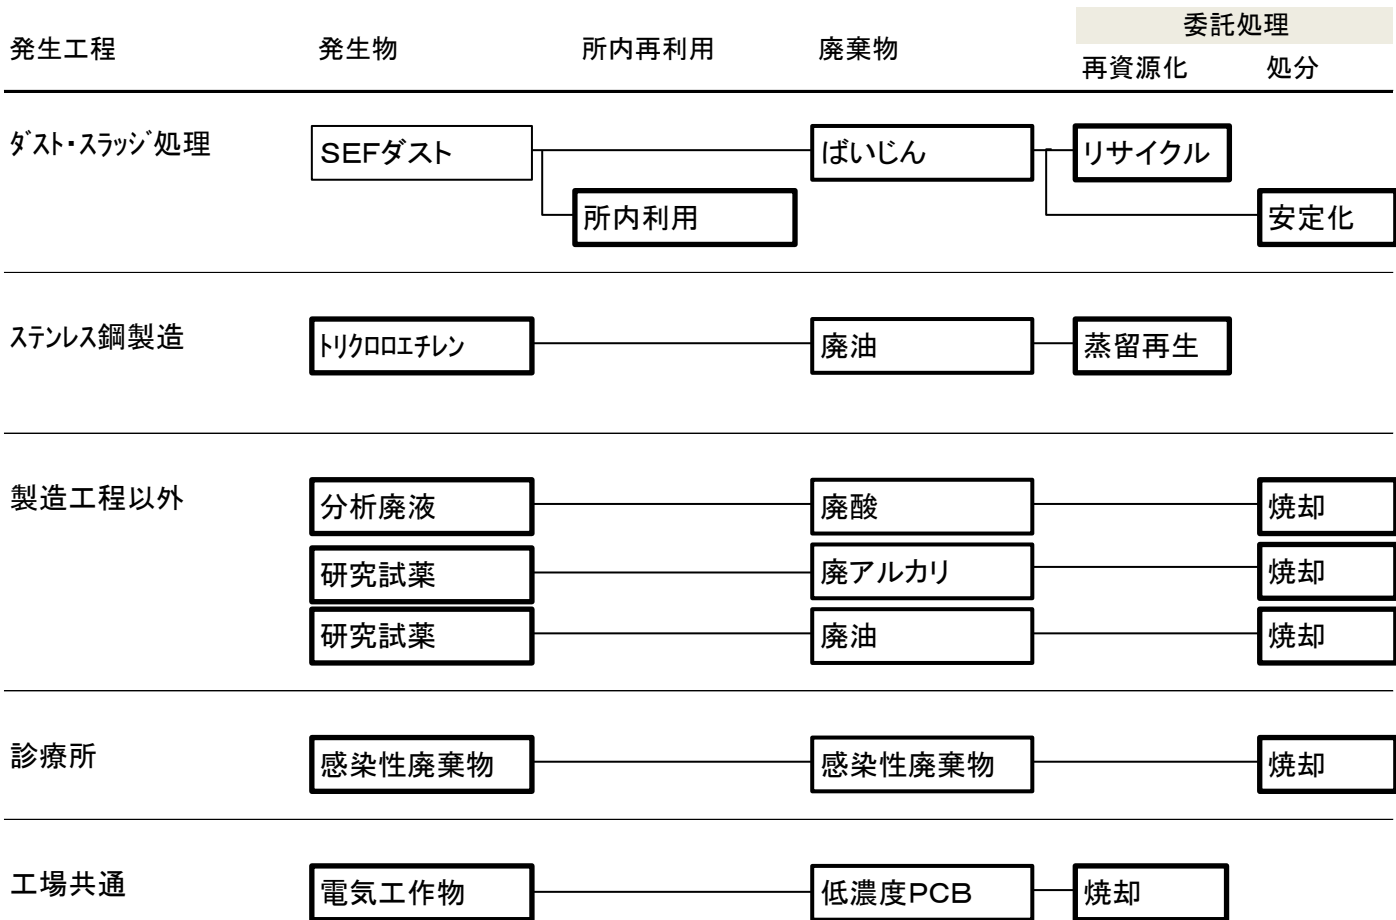 委託処理
発生工程 発生物 所内再利用 廃棄物 再資源化 処分
ダスト・スラッジ処理 SEFダスト ばいじん リサイクル
所内利用 安定化
ステンレス鋼製造 トリクロロエチレン 廃油 蒸留再生
製造工程以外 分析廃液 廃酸 焼却
研究試薬 廃アルカリ 焼却
研究試薬 廃油 焼却
診療所 感染性廃棄物 感染性廃棄物 焼却
工場共通 電気工作物 低濃度PCB 焼却